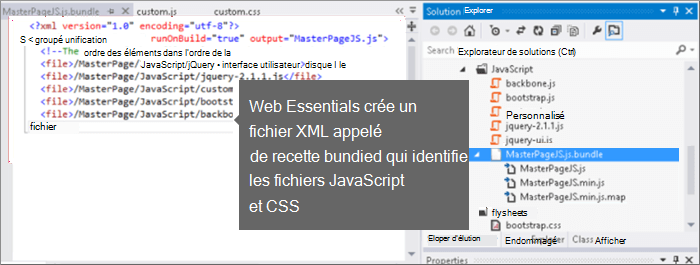 MasterPageJS.js.bundle custom.js custom.css
<?xml version="1.0" encoding="utf-8"?>
S < groupé unification runOnBuild="true" output="MasterPageJS.js">
<!--The ordre des éléments dans l'ordre de la
<file>/MasterPage/JavaScript/jQuery • interface utilisateur>disque l le
<file>/MasterPage/JavaScript/jquery-2.1.1.js</file>
<file>/MasterPage/JavaScript/custom
<file>/MasterPage/JavaScript/bootst
<file>/MasterPage/JavaScript/backbo
fichier
Web Essentials crée un
fichier XML appelé
de recette bundied qui identifie
les fichiers JavaScript
et CSS
Solution Explorer
Search Explorateur de solutions (Ctrl)
JavaScript
backbone.js
bootstrap.js
Personnalisé
jquery-2.1.1.js
jquery-ui.js
MasterPageJS.js.bundle
MasterPageJS.js
MasterPageJS.min.js
MasterPageJS.min.js.map
flysheets
bootstrap.css
Eloper d'élution Endommagé Class Afficher
Properties